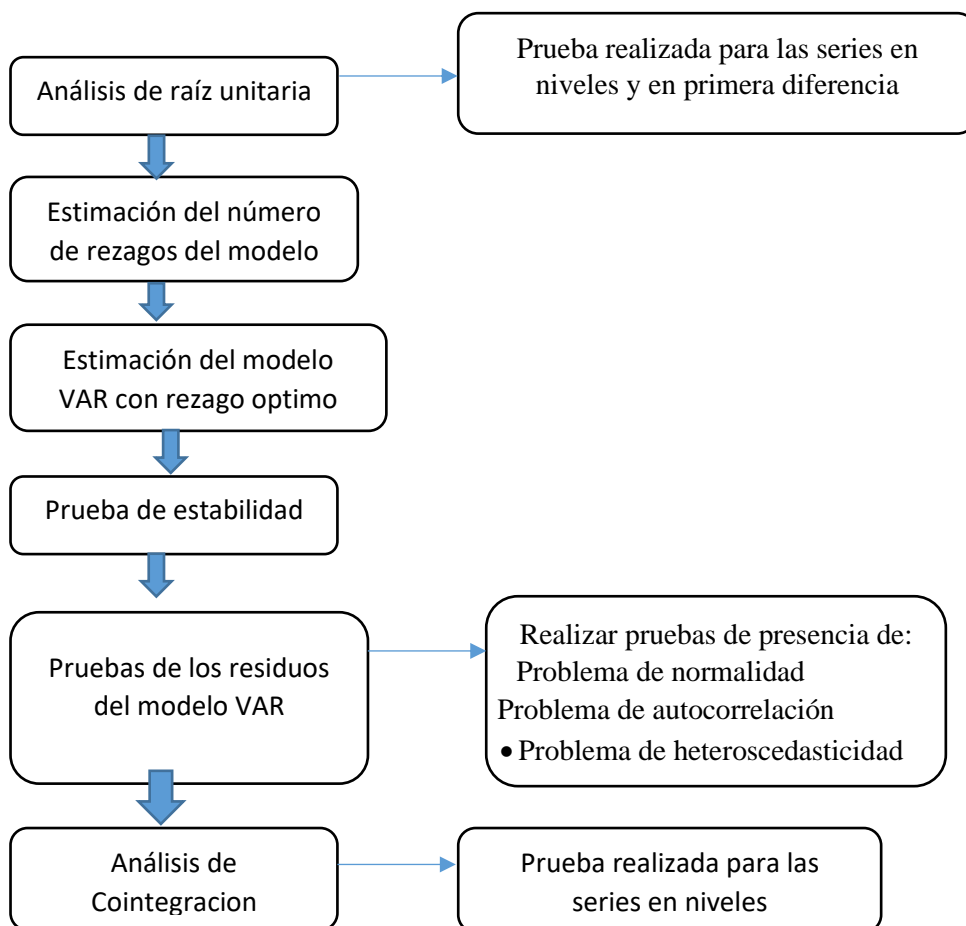 Análisis de raíz unitaria
Prueba realizada para las series en
niveles y en primera diferencia
Estimación del número
de rezagos del modelo
Estimación del modelo
VAR con rezago optimo
Prueba de estabilidad
Pruebas de los residuos
del modelo VAR
Realizar pruebas de presencia de:
Problema de normalidad
Problema de autocorrelación
• Problema de heteroscedasticidad
Análisis de
Cointegracion
Prueba realizada para las
series en niveles